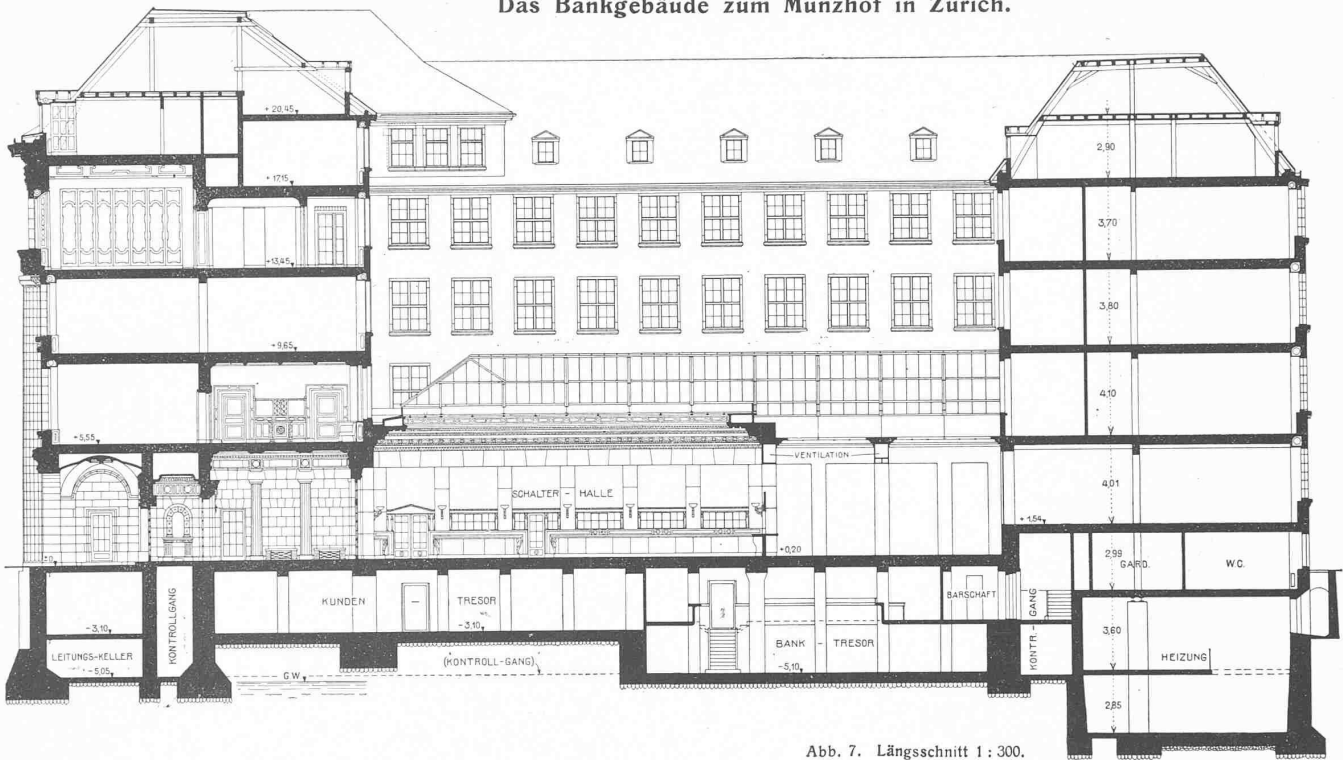 Das Bankgebäude zum Münzhof in Zürich.
+ 20,45
+ 17,15
2,90
3,70
+13,45
3,80
+9,65
4,10
+5,55
VENTILATION
SCHALTER - HALLE
4,01
+ 1,54
±0
+0,20
2,99
GARD.
W.C.
KONTROLLGANG
KUNDEN TRESOR
-3,10
-3,10
BARSCHAFT
KONTR.-GANG
3,60
LEITUNGS-KELLER
-5,05
G.W.
(KONTROLL-GANG)
BANK - TRESOR
-5,10
HEIZUNG
2,85
Abb. 7. Längsschnitt 1 : 300.